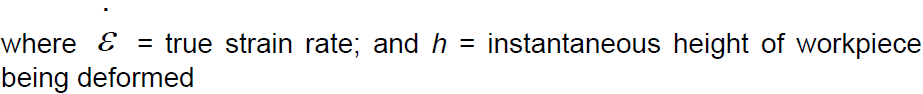 where ε̇ = true strain rate; and h = instantaneous height of workpiece
being deformed